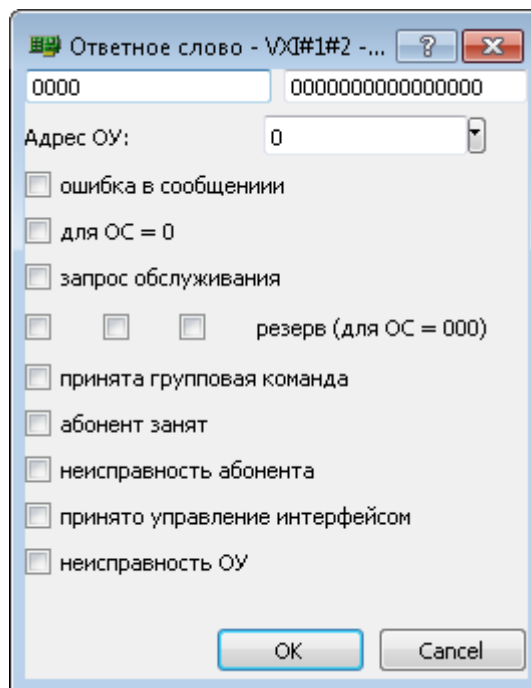 Ответное слово - VXI#1#2 -...
0000 0000000000000000
Адрес ОУ: 0
ошибка в сообщениии
для ОС = 0
запрос обслуживания
резерв (для ОС = 000)
принята групповая команда
абонент занят
неисправность абонента
принято управление интерфейсом
неисправность ОУ
OK Cancel